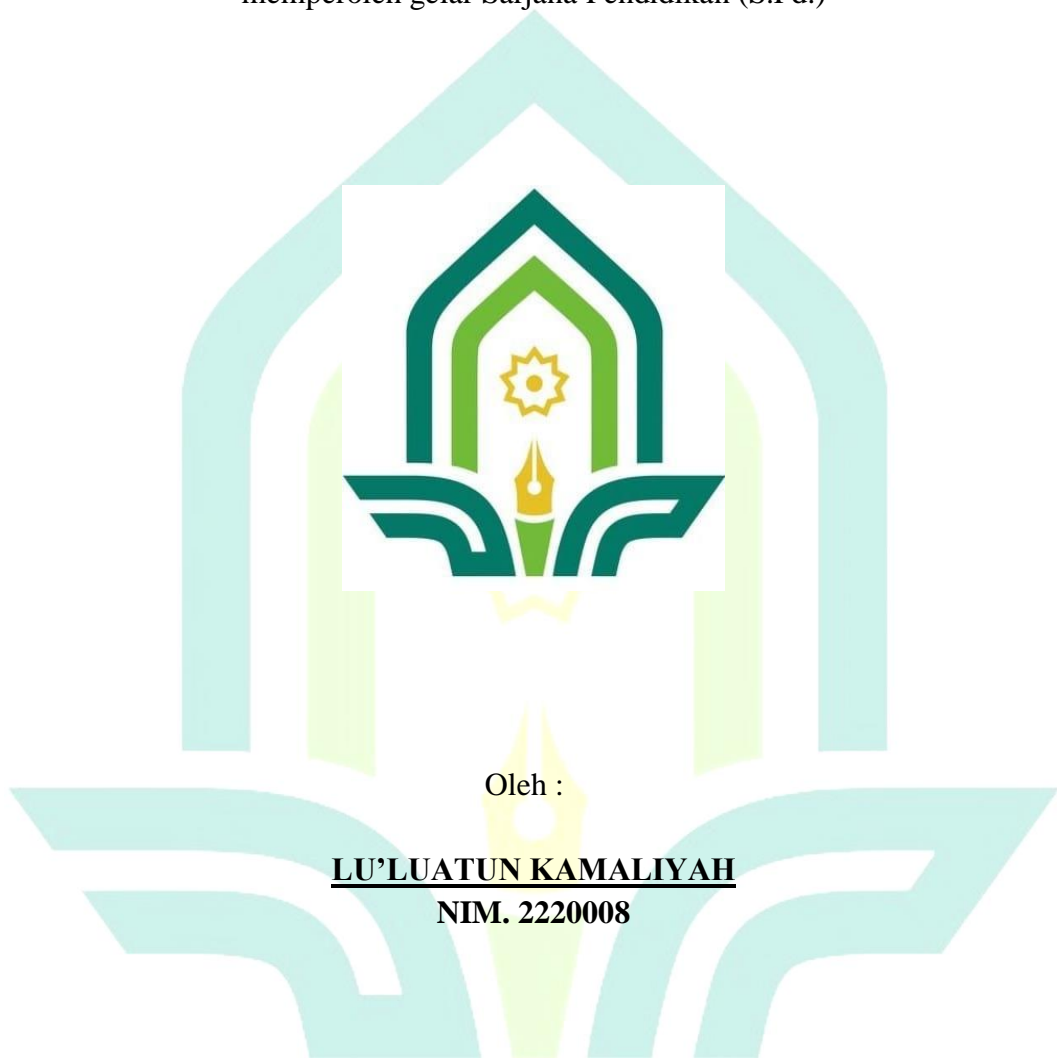 memperoleh gelar Sarjana Pendidikan (S.Pd.)
Oleh :
LU’LUATUN KAMALIYAH
NIM. 2220008